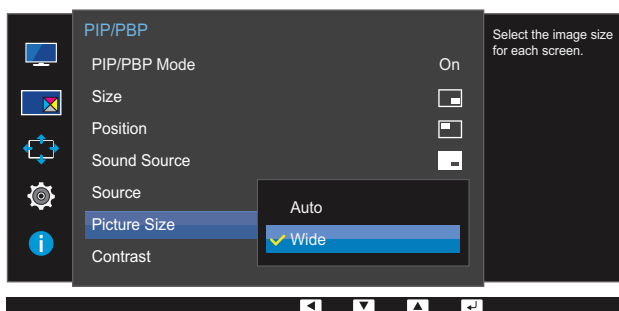 PIP/PBP
PIP/PBP Mode On
Size
Position
Sound Source
Source
Picture Size
Contrast
Auto
Wide
Select the image size
for each screen.